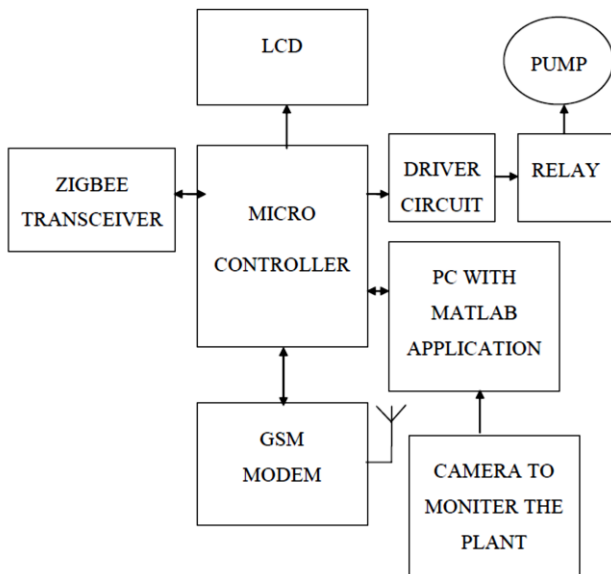 LCD
PUMP
ZIGBEE
TRANSCEIVER
MICRO
CONTROLLER
DRIVER
CIRCUIT
RELAY
PC WITH
MATLAB
APPLICATION
GSM
MODEM
CAMERA TO
MONITER THE
PLANT